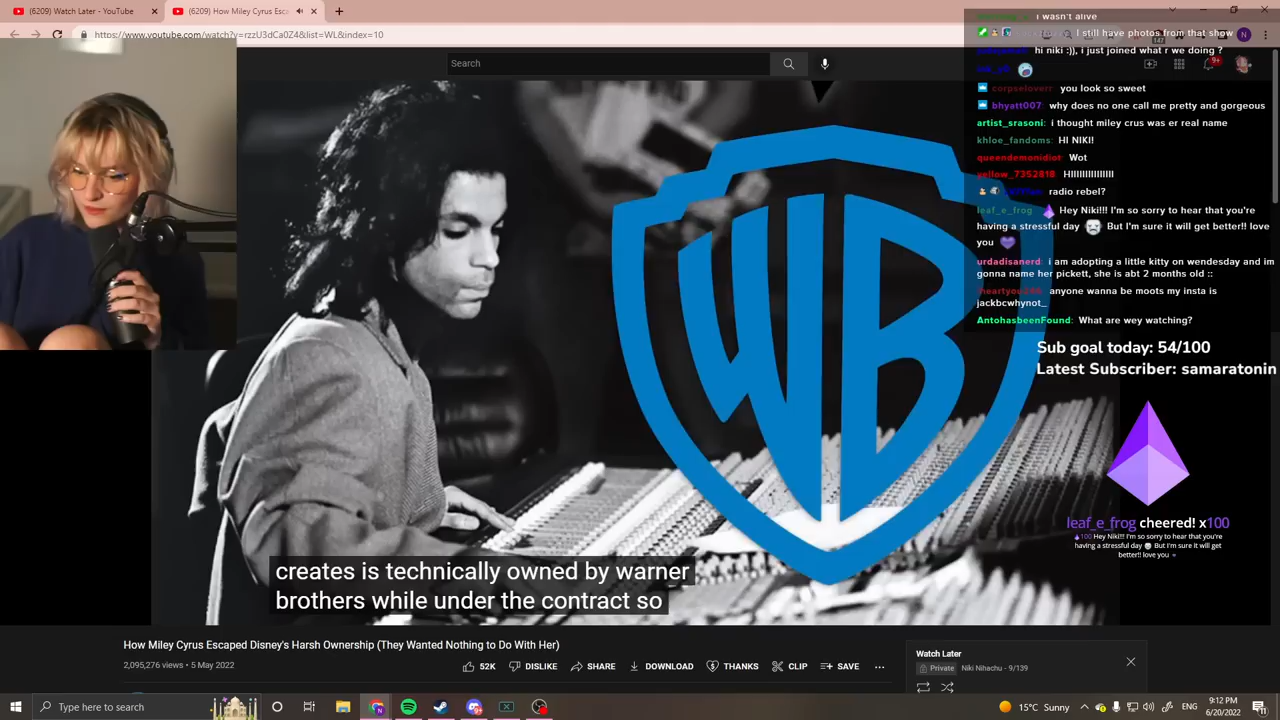 (6209) Watch Later - YouTube
(6209) How Miley Cyrus Esc
https://www.youtube.com/watch?v=rzzU3dCa0Z4&list=WL&index=10
Search
9+
N
i wasn't alive
I still have photos from that show
hi niki :)), i just joined what r we doing ?
corpseloverr you look so sweet
bhyatt007 why does no one call me pretty and gorgeous
artist_srasoni: i thought miley crus was er real name
khloe_fandoms: HI NIKI!
queendemonidiot Wot
yellow_7352818 HIIIIIIIIIIIIIII
radio rebel?
leaf_e_frog Hey Niki!!! I'm so sorry to hear that you're
having a stressful day But I'm sure it will get better!! love
you
urdadisanerd: i am adopting a little kitty on wendesday and im
gonna name her pickett, she is abt 2 months old ::
anyone wanna be moots my insta is
jackbcwhynot_
AntohasbeenFound: What are wey watching?
Sub goal today: 54/100
Latest Subscriber: samaratonin
leaf_e_frog cheered! x100
100 Hey Niki!!! I'm so sorry to hear that you're
having a stressful day But I'm sure it will get
better!! love you
WB
creates is technically owned by warner
brothers while under the contract so
How Miley Cyrus Escaped Disney's Harsh Ownership (They Wanted Nothing to Do With Her)
2,095,276 views • 5 May 2022
52K
DISLIKE
SHARE
DOWNLOAD
THANKS
CLIP
SAVE
Watch Later
Private
Niki Nihachu - 9/139
Type here to search
15°C Sunny
9:12 PM
6/20/2022